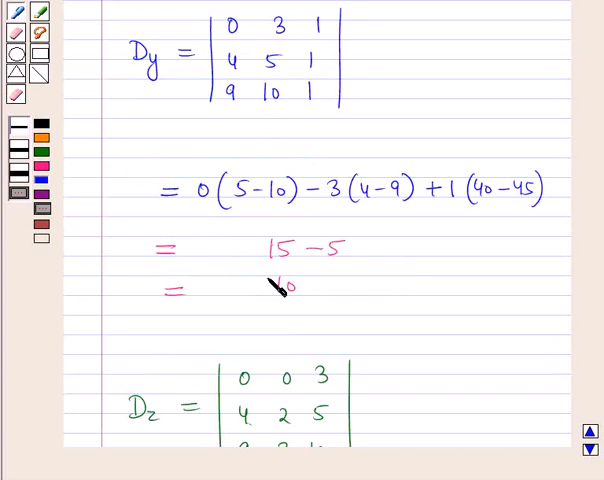 0 3 1
Dy = 4 5 1
9 10 1
= 0(5-10) - 3(4-9) + 1(40-45)
= 15 - 5
= 10
0 0 3
Dz = 4 2 5